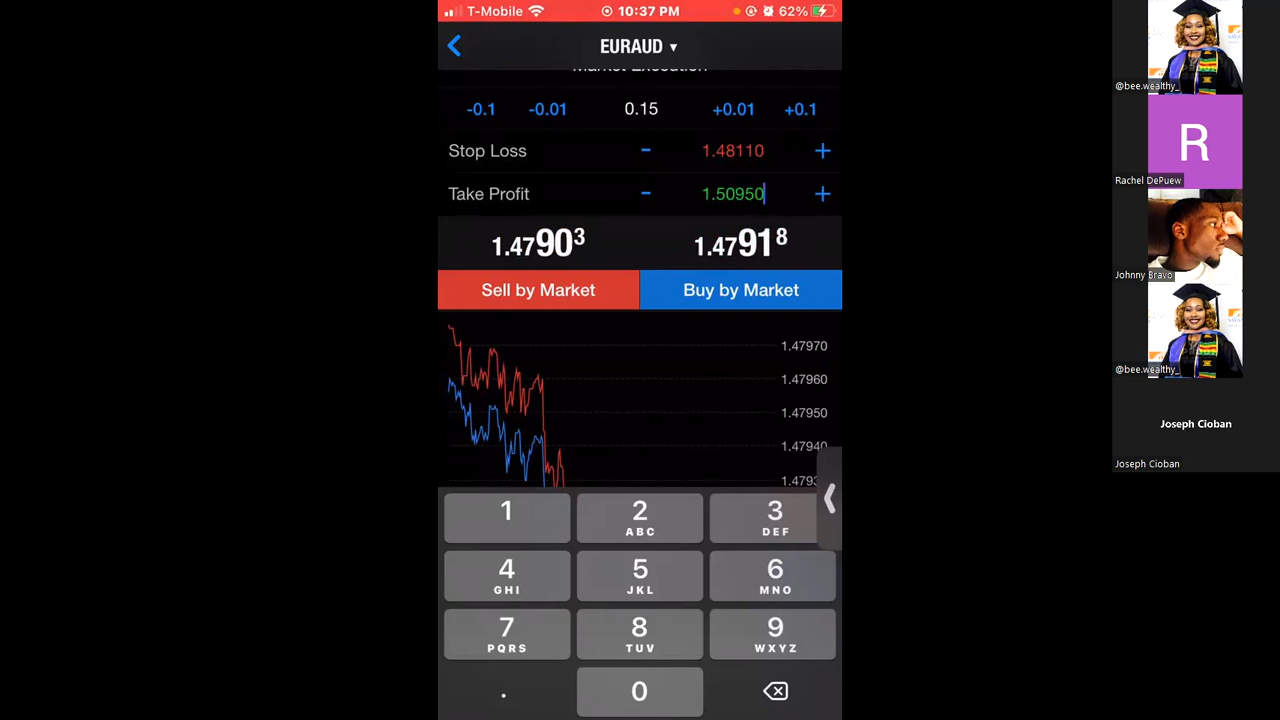 T-Mobile 10:37 PM 62%
EURAUD ▼
Market Execution
-0.1 -0.01 0.15 +0.01 +0.1
Stop Loss - 1.48110 +
Take Profit - 1.50950 +
1.47903 1.47918
Sell by Market Buy by Market
1.47970
1.47960
1.47950
1.47940
1 2 ABC 3 DEF
4 GHI 5 JKL 6 MNO
7 PQRS 8 TUV 9 WXYZ
. 0
@bee.wealthy_
R
Rachel DePuew
Johnny Bravo
@bee.wealthy_
Joseph Cioban
Joseph Cioban